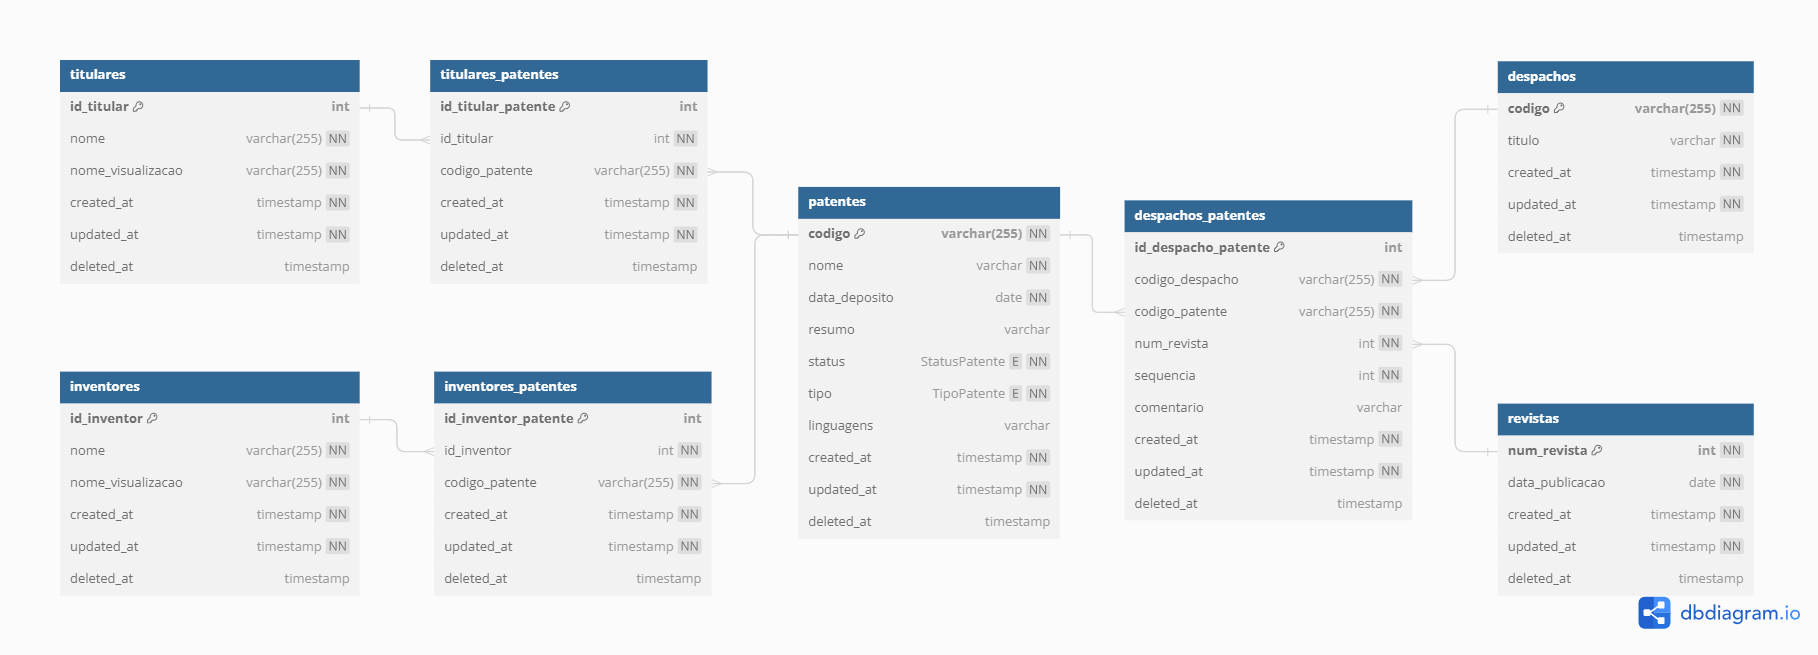 titulares
id_titular int
nome varchar(255) NN
nome_visualizacao varchar(255) NN
created_at timestamp NN
updated_at timestamp NN
deleted_at timestamp
titulares_patentes
id_titular_patente int
id_titular int NN
codigo_patente varchar(255) NN
created_at timestamp NN
updated_at timestamp NN
deleted_at timestamp
inventores
id_inventor int
nome varchar(255) NN
nome_visualizacao varchar(255) NN
created_at timestamp NN
updated_at timestamp NN
deleted_at timestamp
inventores_patentes
id_inventor_patente int
id_inventor int NN
codigo_patente varchar(255) NN
created_at timestamp NN
updated_at timestamp NN
deleted_at timestamp
patentes
codigo varchar(255) NN
nome varchar NN
data_deposito date NN
resumo varchar
status StatusPatente E NN
tipo TipoPatente E NN
linguagens varchar
created_at timestamp NN
updated_at timestamp NN
deleted_at timestamp
despachos_patentes
id_despacho_patente int
codigo_despacho varchar(255) NN
codigo_patente varchar(255) NN
num_revista int NN
sequencia int NN
comentario varchar
created_at timestamp NN
updated_at timestamp NN
deleted_at timestamp
despachos
codigo varchar(255) NN
titulo varchar NN
created_at timestamp NN
updated_at timestamp NN
deleted_at timestamp
revistas
num_revista int NN
data_publicacao date NN
created_at timestamp NN
updated_at timestamp NN
deleted_at timestamp
dbdiagram.io